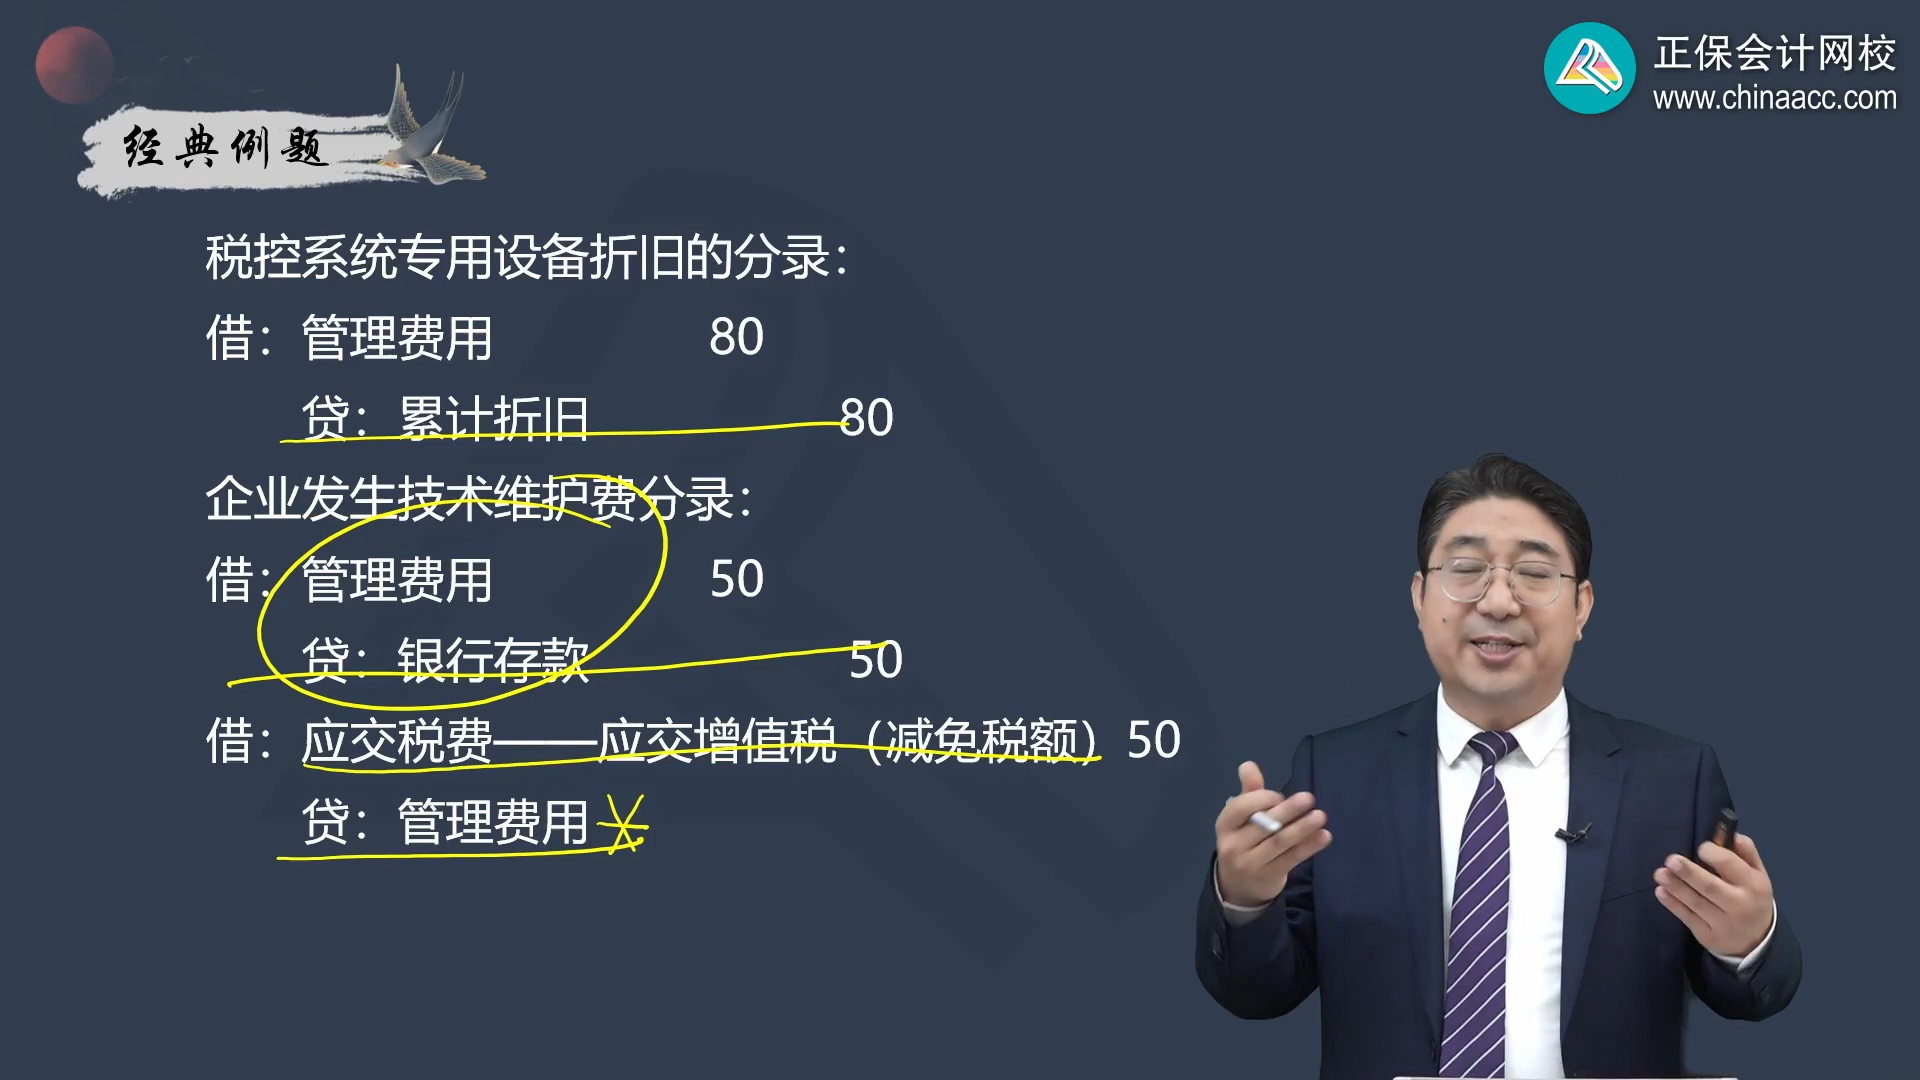 正保会计网校
www.chinaacc.com
经典例题
税控系统专用设备折旧的分录：
借：管理费用 80
贷：累计折旧 80
企业发生技术维护费分录：
借：管理费用 50
贷：银行存款 50
借：应交税费——应交增值税（减免税额）50
贷：管理费用